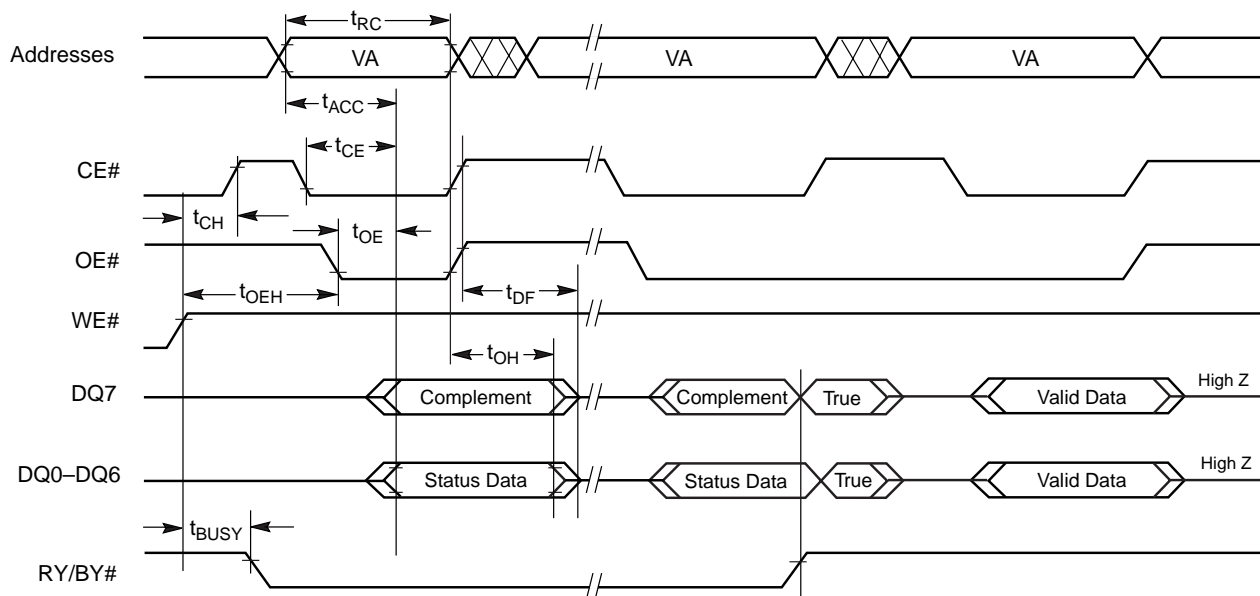 tRC
Addresses VA VA VA
tACC
tCE
CE#
tCH tOE
OE#
tOEH tDF
WE#
tOH
DQ7 Complement Complement True Valid Data High Z
DQ0–DQ6 Status Data Status Data True Valid Data High Z
tBUSY
RY/BY#